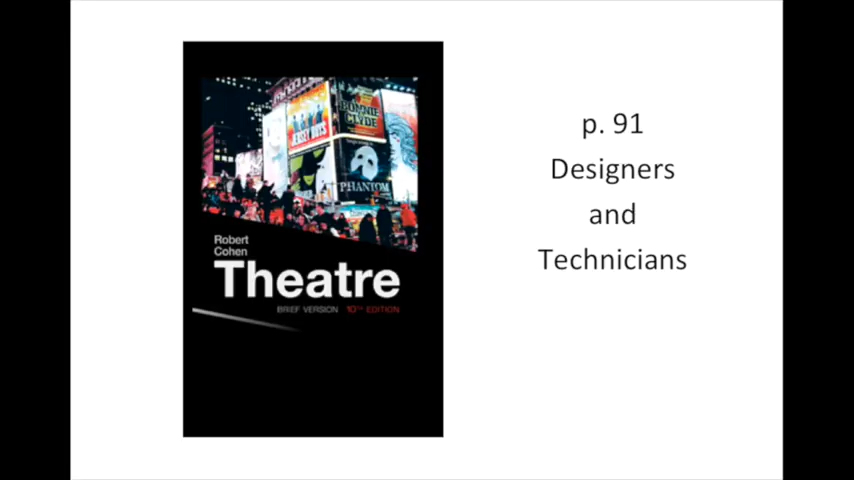 JERSEY BOYS
BONNIE
CLYDE
PHANTOM
Robert
Cohen
Theatre
BRIEF VERSION 10TH EDITION
p. 91
Designers
and
Technicians